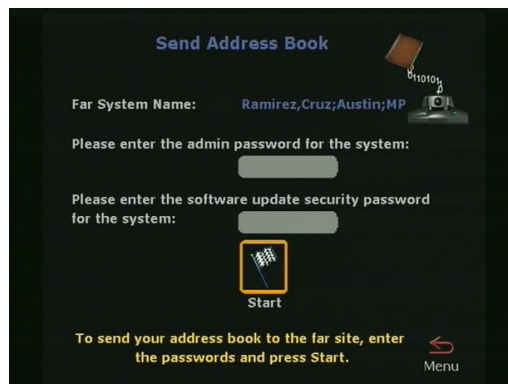 Send Address Book
0110101
Far System Name: Ramirez,Cruz;Austin;MP
Please enter the admin password for the system:
Please enter the software update security password
for the system:
Start
To send your address book to the far site, enter
the passwords and press Start.
Menu